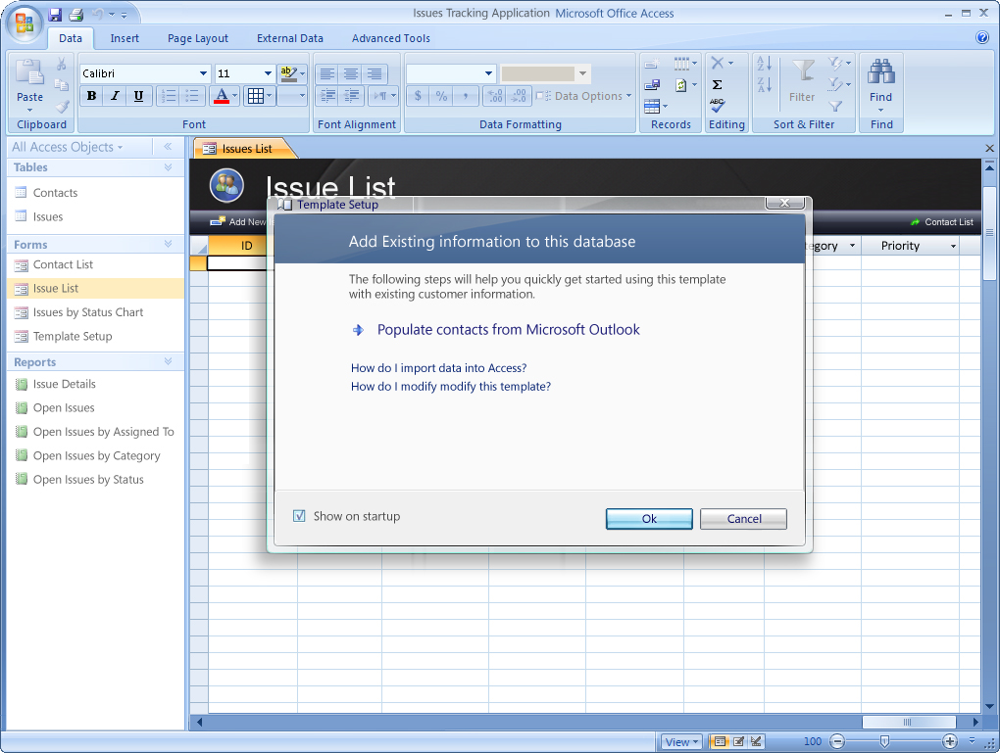 Issues Tracking Application Microsoft Office Access
Data Insert Page Layout External Data Advanced Tools
Calibri 11
Paste B I U $ % , Data Options Filter Find
ABC
Clipboard Font Font Alignment Data Formatting Records Editing Sort & Filter Find
All Access Objects
Tables
Contacts
Issues
Forms
Contact List
Issue List
Issues by Status Chart
Template Setup
Reports
Issue Details
Open Issues
Open Issues by Assigned To
Open Issues by Category
Open Issues by Status
Issues List
Issue List
Add New Contact List
ID Priority
Template Setup
Add Existing information to this database
The following steps will help you quickly get started using this template
with existing customer information.
Populate contacts from Microsoft Outlook
How do I import data into Access?
How do I modify modify this template?
Show on startup
Ok Cancel
View 100